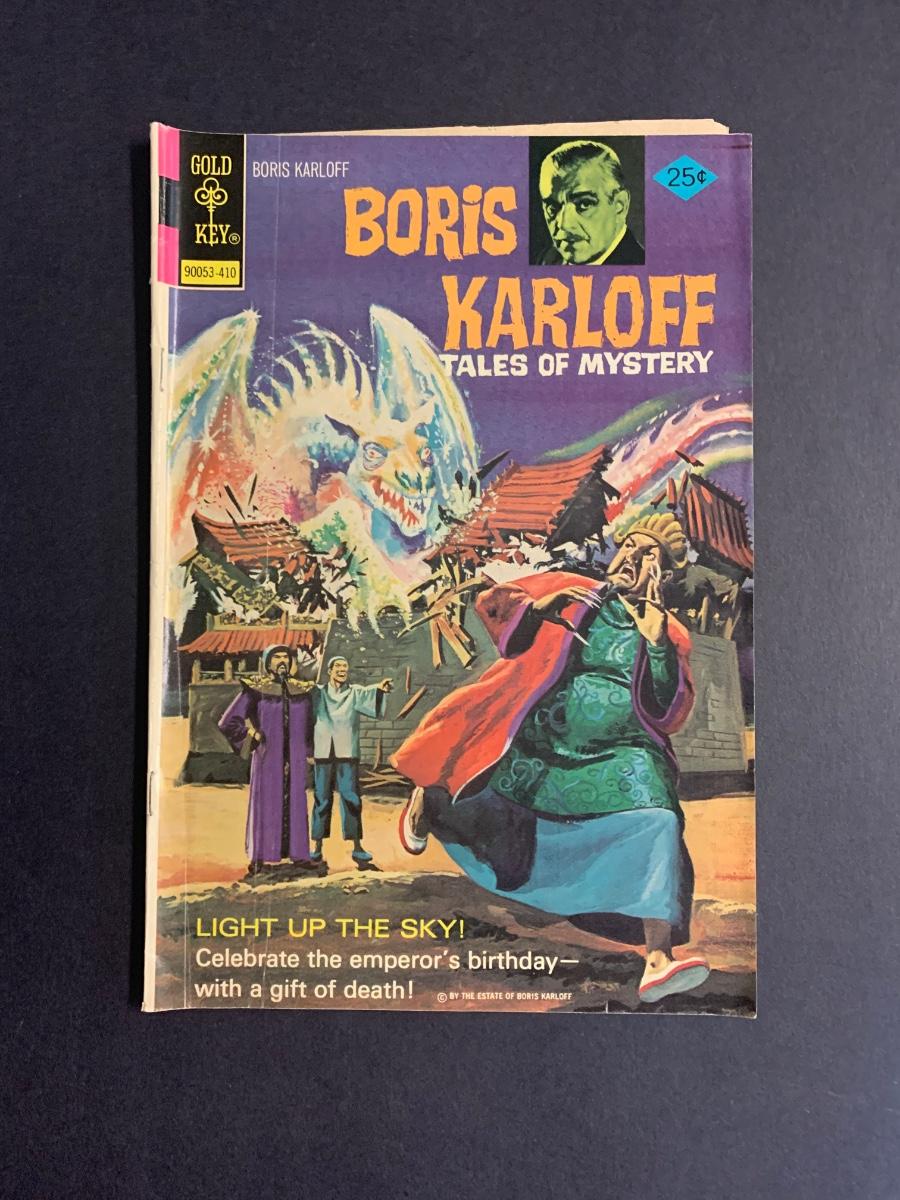 GOLD
KEY®
90053-410
BORIS KARLOFF
BORIS
25¢
KARLOFF
TALES OF MYSTERY
LIGHT UP THE SKY!
Celebrate the emperor's birthday—
with a gift of death!
© BY THE ESTATE OF BORIS KARLOFF